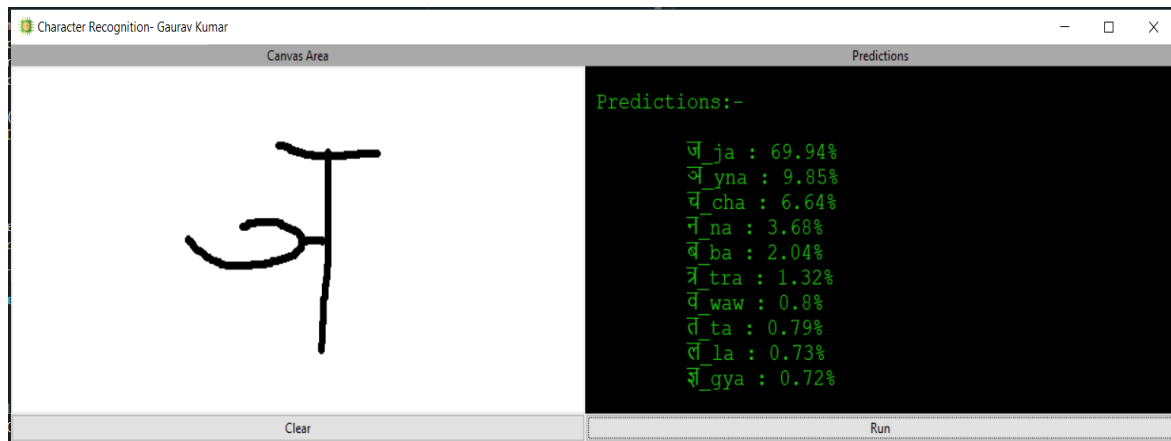 Character Recognition- Gaurav Kumar
Canvas Area
Predictions
ज
Predictions:-
ज_ja : 69.94%
ञ_yna : 9.85%
च_cha : 6.64%
न_na : 3.68%
ब_ba : 2.04%
त्र_tra : 1.32%
व_waw : 0.8%
त_ta : 0.79%
ल_la : 0.73%
ज्ञ_gya : 0.72%
Clear
Run